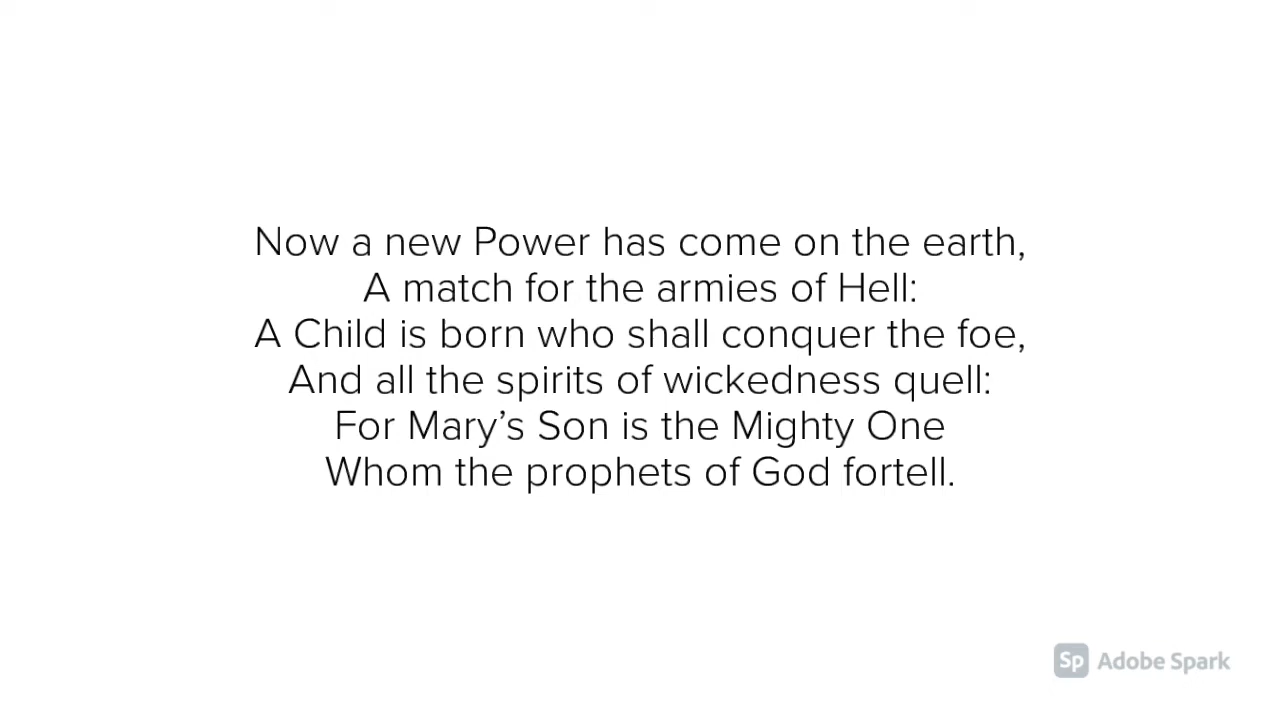 Now a new Power has come on the earth,
A match for the armies of Hell:
A Child is born who shall conquer the foe,
And all the spirits of wickedness quell:
For Mary’s Son is the Mighty One
Whom the prophets of God fortell.
Sp Adobe Spark